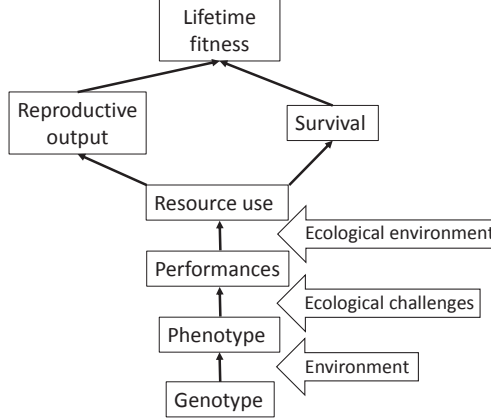 Lifetime
fitness
Reproductive
output
Survival
Resource use
Ecological environment
Performances
Ecological challenges
Phenotype
Environment
Genotype